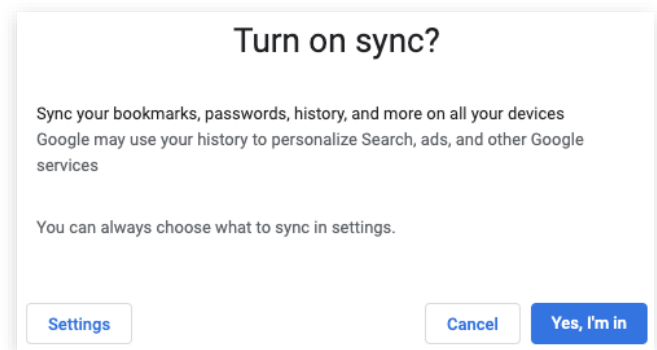 Turn on sync?
Sync your bookmarks, passwords, history, and more on all your devices
Google may use your history to personalize Search, ads, and other Google
services
You can always choose what to sync in settings.
Settings
Cancel
Yes, I'm in